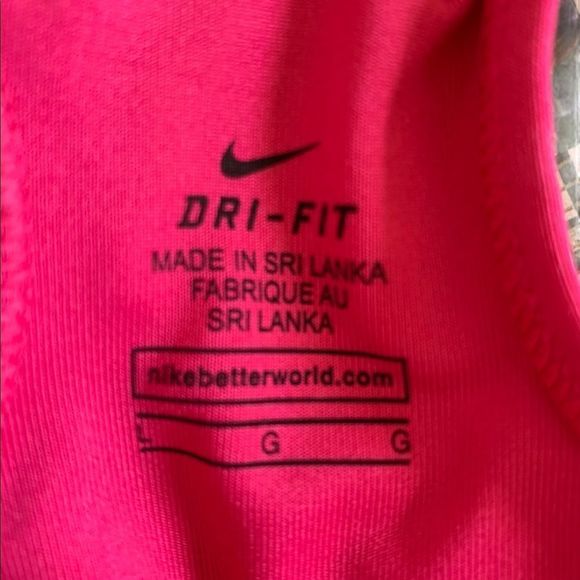 DRI-FIT
MADE IN SRI LANKA
FABRIQUE AU
SRI LANKA
nikebetterworld.com
L G G